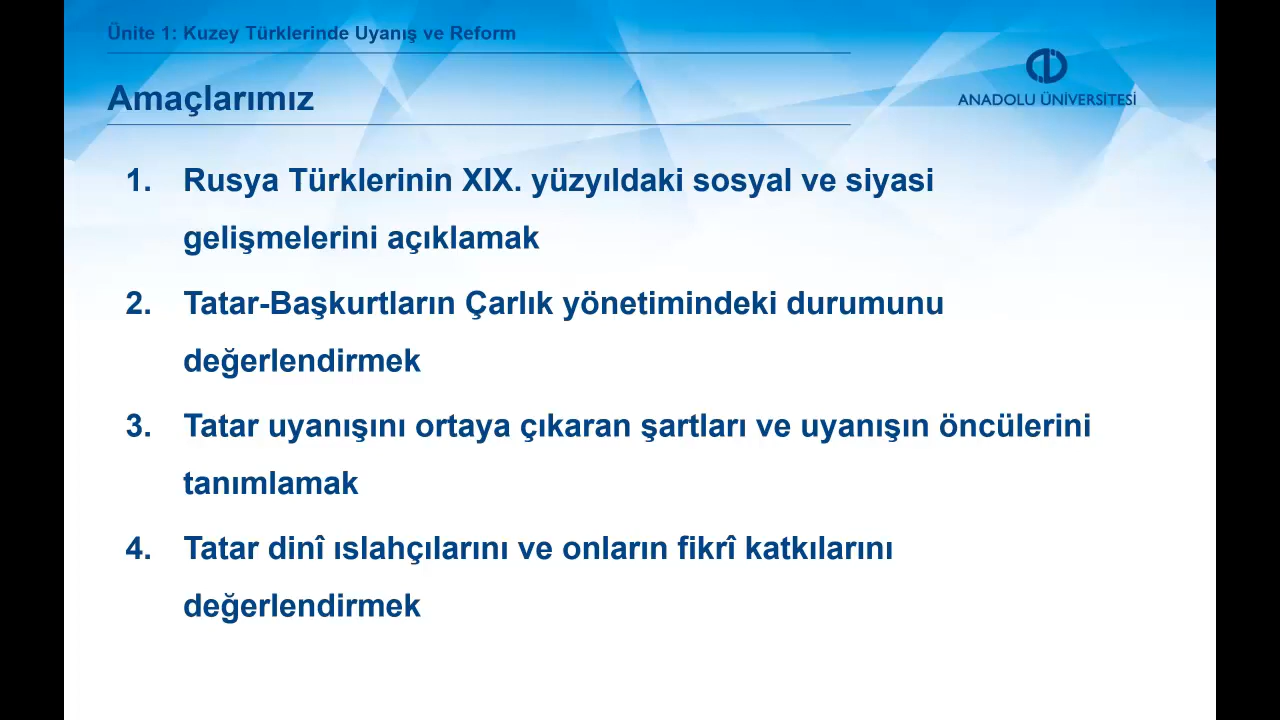 Ünite 1: Kuzey Türklerinde Uyanış ve Reform
Amaçlarımız
ANADOLU ÜNİVERSİTESİ
1. Rusya Türklerinin XIX. yüzyıldaki sosyal ve siyasi
gelişmelerini açıklamak
2. Tatar-Başkurtların Çarlık yönetimindeki durumunu
değerlendirmek
3. Tatar uyanışını ortaya çıkaran şartları ve uyanışın öncülerini
tanımlamak
4. Tatar dinî ıslahçılarını ve onların fikrî katkılarını
değerlendirmek